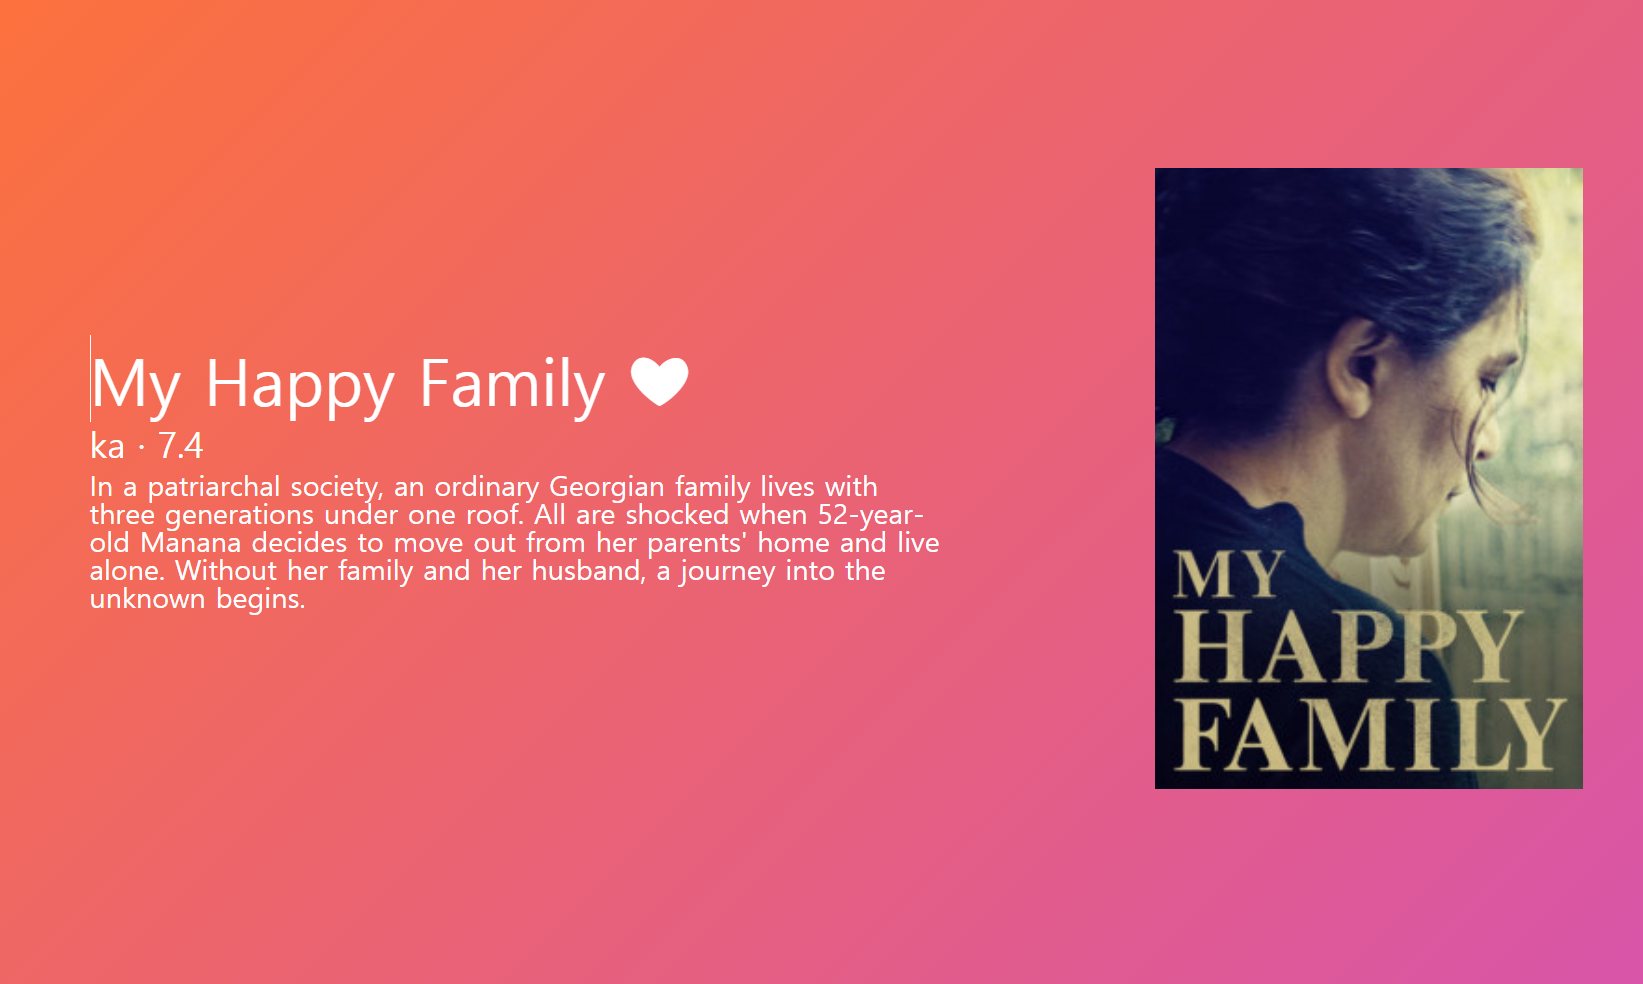 My Happy Family
ka · 7.4
In a patriarchal society, an ordinary Georgian family lives with
three generations under one roof. All are shocked when 52-year-
old Manana decides to move out from her parents' home and live
alone. Without her family and her husband, a journey into the
unknown begins.
MY
HAPPY
FAMILY